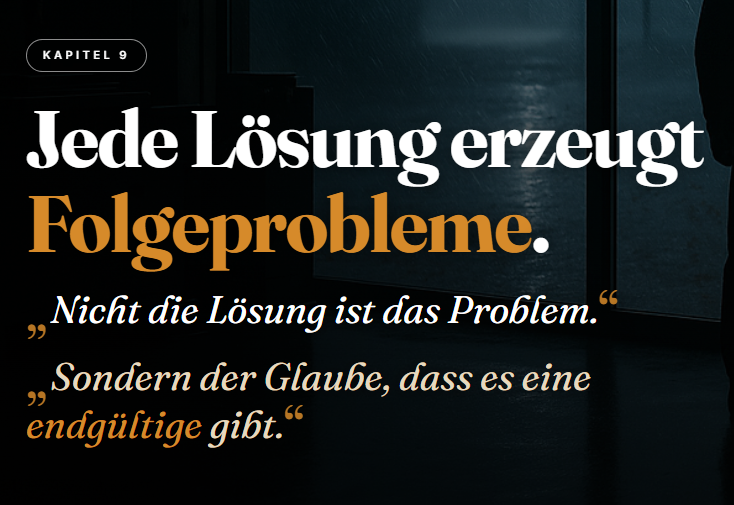 KAPITEL 9
Jede Lösung erzeugt
Folgeprobleme.
„Nicht die Lösung ist das Problem.“
„Sondern der Glaube, dass es eine
endgültige gibt.“